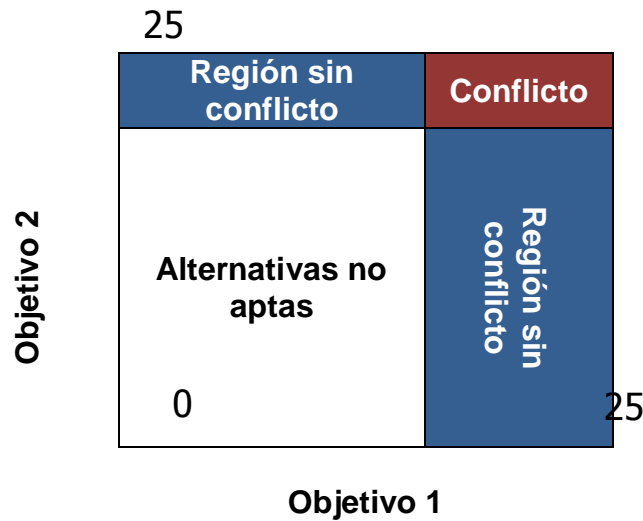 25
Región sin
conflicto
Conflicto
Objetivo 2
Alternativas no
aptas
Región sin
conflicto
0
25
Objetivo 1